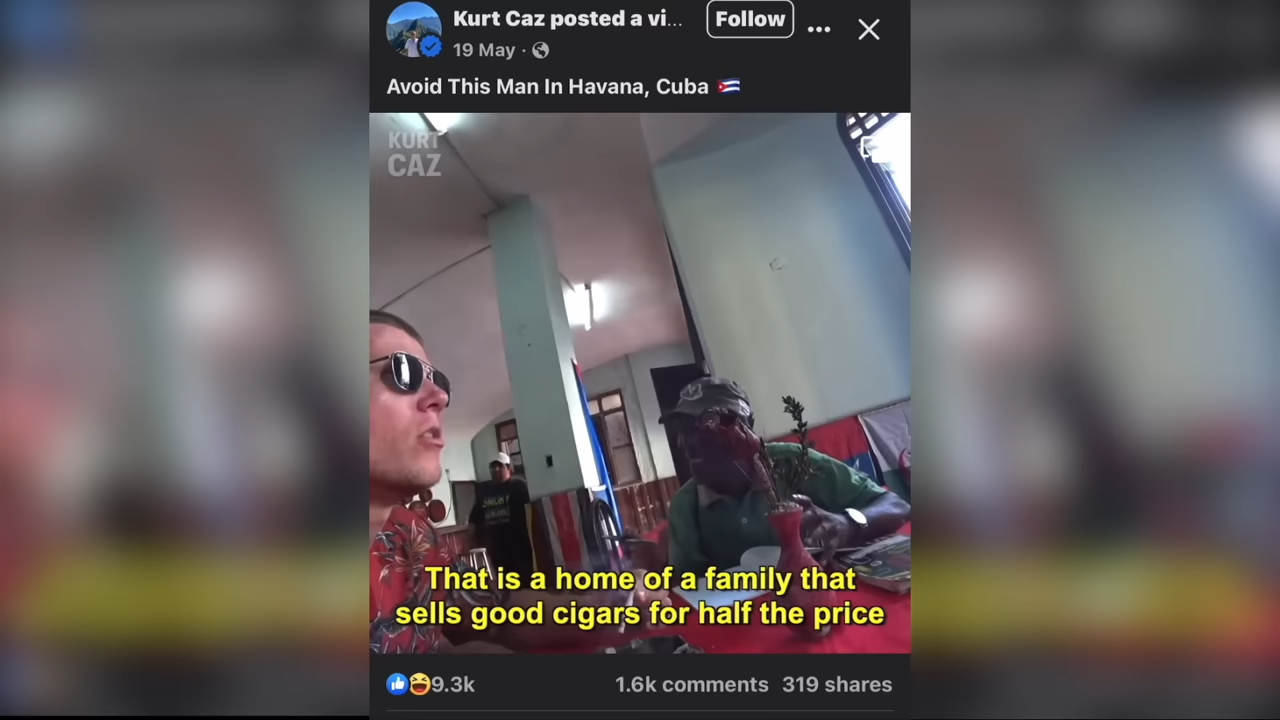 Kurt Caz posted a vi...
Follow
19 May ·
Avoid This Man In Havana, Cuba 🇨🇺
KURT
CAZ
That is a home of a family that
sells good cigars for half the price
9.3k
1.6k comments 319 shares